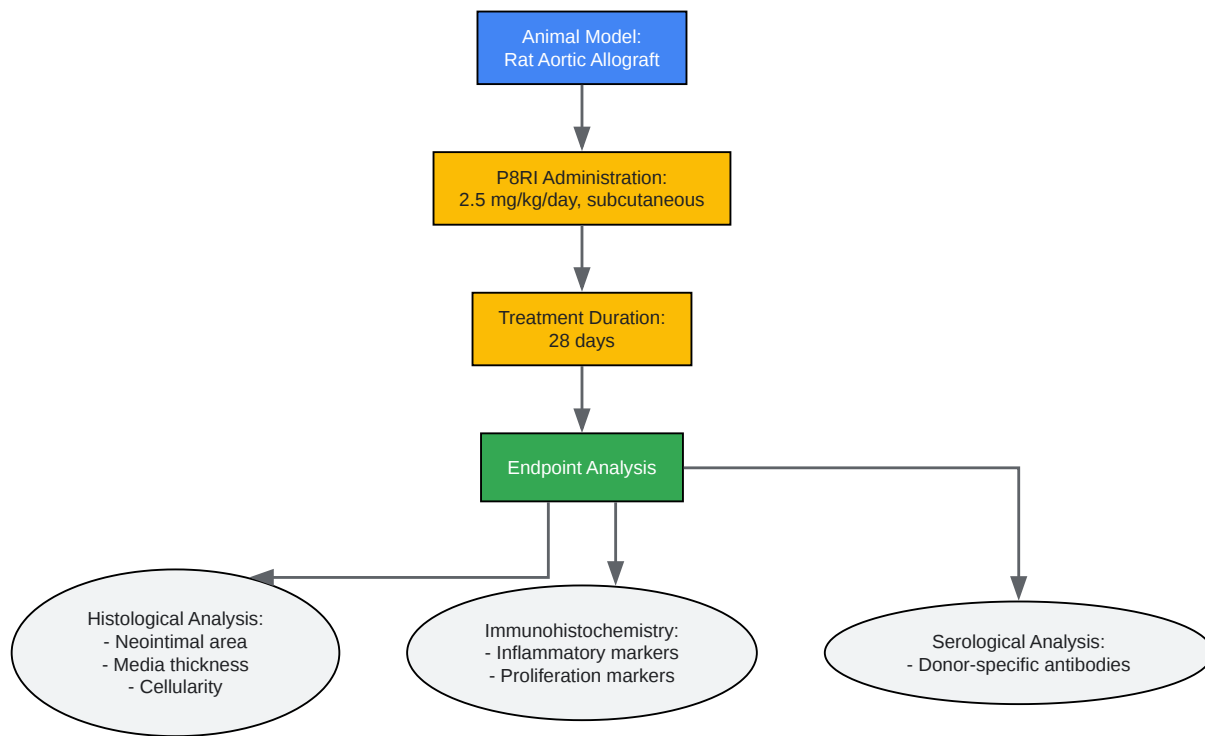 Animal Model:
Rat Aortic Allograft
P8RI Administration:
2.5 mg/kg/day, subcutaneous
Treatment Duration:
28 days
Endpoint Analysis
Histological Analysis:
- Neointimal area
- Media thickness
- Cellularity
Immunohistochemistry:
- Inflammatory markers
- Proliferation markers
Serological Analysis:
- Donor-specific antibodies